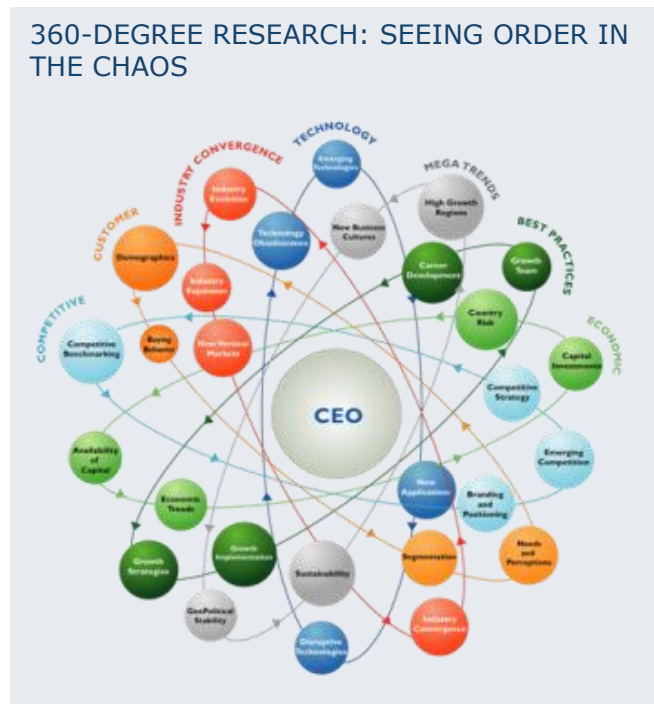 360-DEGREE RESEARCH: SEEING ORDER IN
THE CHAOS
TECHNOLOGY
INDUSTRY CONVERGENCE
MEGA TRENDS
CUSTOMER
BEST PRACTICES
COMPETITIVE
ECONOMIC
Emerging
Technologies
Industry
Evolution
High Growth
Regions
New Business
Cultures
Technology
Obsolescence
Demographics
Career
Development
Growth
Team
Industry
Expansion
Country
Risk
Buying
Behavior
New Vertical
Markets
Competitive
Benchmarking
Capital
Investments
Competitive
Strategy
CEO
Availability
of
Capital
Emerging
Competition
New
Applications
Economic
Trends
Branding
and
Positioning
Growth
Strategies
Growth
Implementation
Sustainability
Segmentation
Needs
and
Perceptions
GeoPolitical
Stability
Industry
Convergence
Disruptive
Technologies